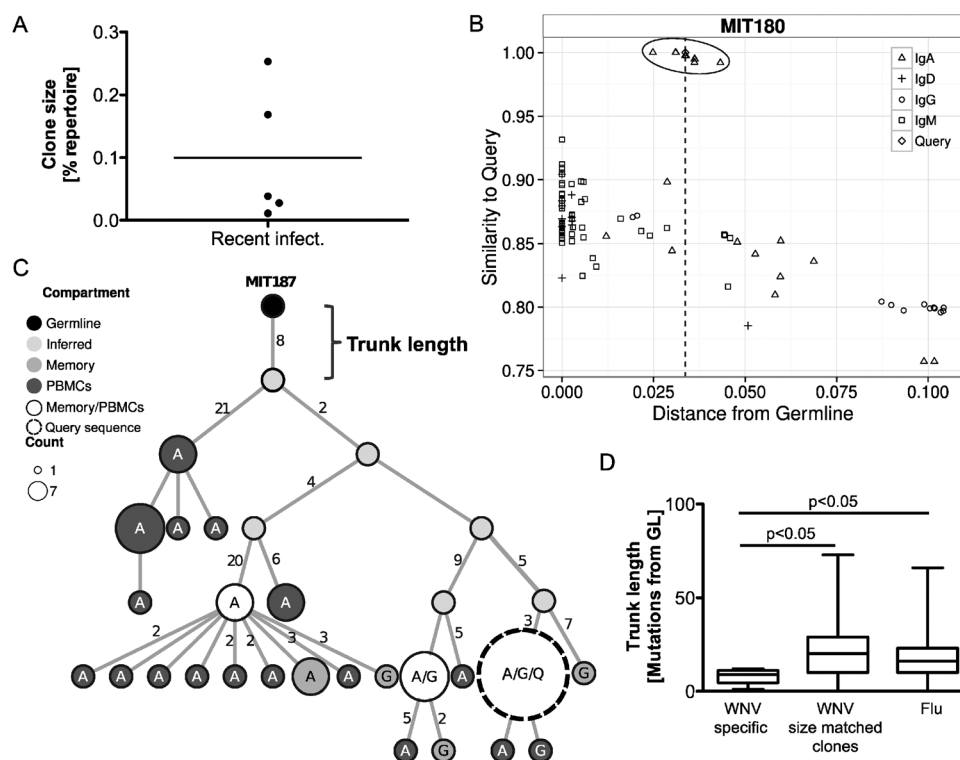 A
0.3
0.2
0.1
0.0
Clone size
[% repertoire]
Recent infect.
B
MIT180
1.00
0.95
0.90
0.85
0.80
0.75
Similarity to Query
IgA
IgD
IgG
IgM
Query
0.000
0.025
0.050
0.075
0.100
Distance from Germline
C
Compartment
Germline
Inferred
Memory
PBMCs
Memory/PBMCs
Query sequence
Count
1
7
MIT187
8
Trunk length
21
2
A
4
A
A
A
20
6
9
5
A
A
A
3
7
2
2
2
3
3
5
A
A
A
A
A
A
A
A
G
A/G
A
A/G/Q
G
5
2
A
G
A
G
D
100
50
0
Trunk length
[Mutations from GL]
p<0.05
p<0.05
WNV
specific
WNV
size matched
clones
Flu